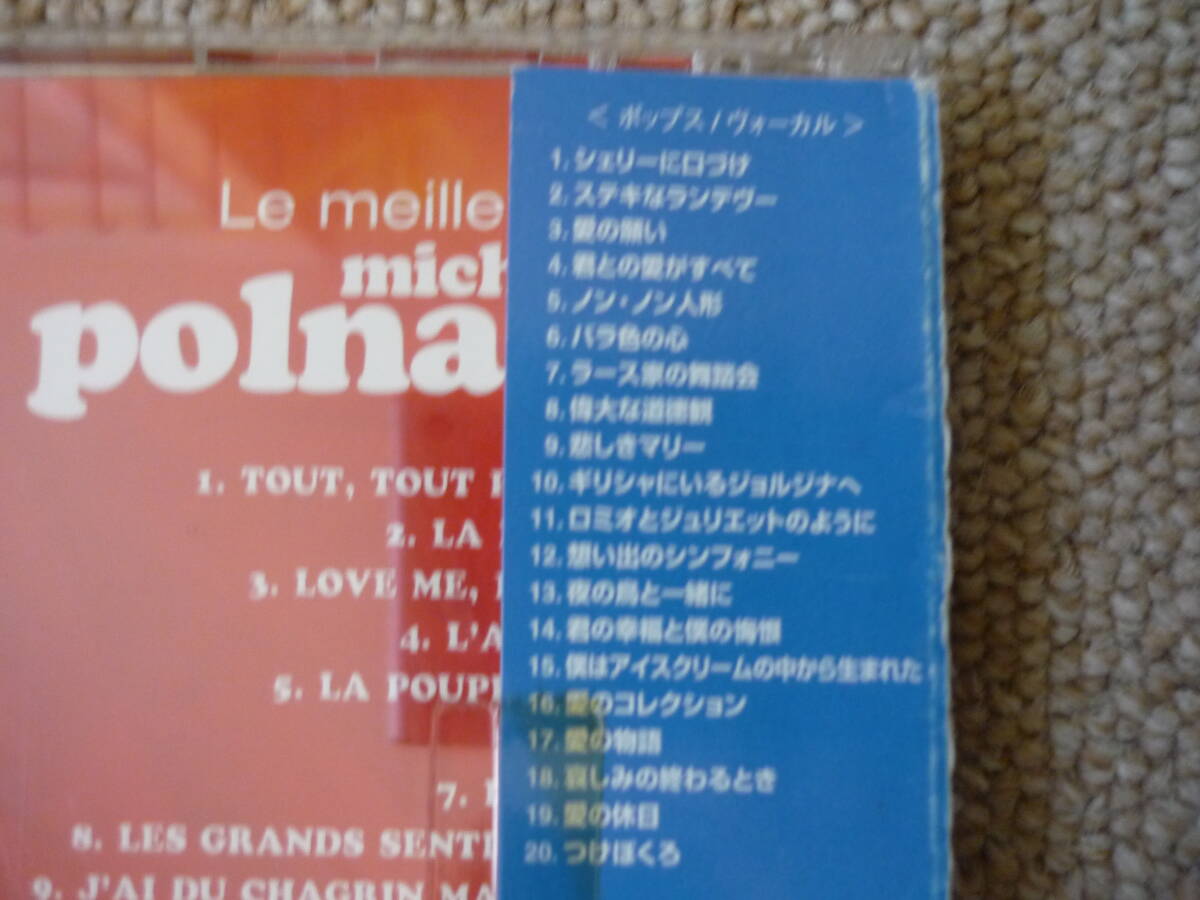 Le meille
mich
polna
1. TOUT, TOUT
2. LA
3. LOVE ME,
4. L'A
5. LA POUP
7.
8. LES GRANDS SENTI
9. J'AI DU CHAGRIN MA
< ポップス / ヴォーカル >
1. シェリーに口づけ
2. ステキなランデヴー
3. 愛の願い
4. 君との愛がすべて
5. ノン・ノン人形
6. バラ色の心
7. ラース家の舞踏会
8. 偉大な道徳観
9. 悲しきマリー
10. ギリシャにいるジョルジナへ
11. ロミオとジュリエットのように
12. 想い出のシンフォニー
13. 夜の鳥と一緒に
14. 君の幸福と僕の悔恨
15. 僕はアイスクリームの中から生まれた
16. 愛のコレクション
17. 愛の物語
18. 哀しみの終わるとき
19. 愛の休日
20. つけぼくろ